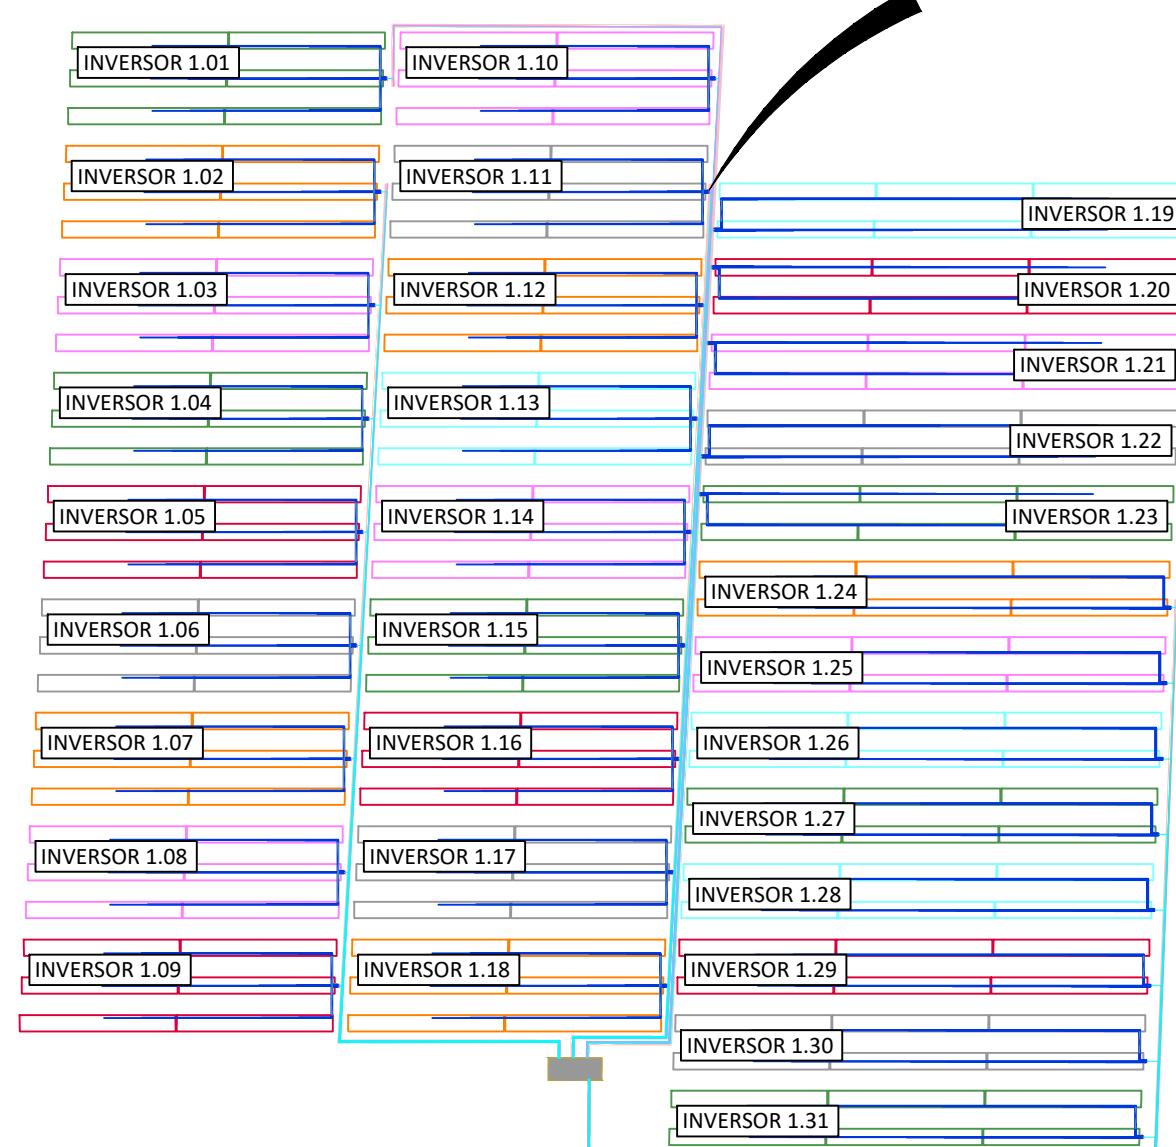 INVERSOR 1.01
INVERSOR 1.02
INVERSOR 1.03
INVERSOR 1.04
INVERSOR 1.05
INVERSOR 1.06
INVERSOR 1.07
INVERSOR 1.08
INVERSOR 1.09
INVERSOR 1.10
INVERSOR 1.11
INVERSOR 1.12
INVERSOR 1.13
INVERSOR 1.14
INVERSOR 1.15
INVERSOR 1.16
INVERSOR 1.17
INVERSOR 1.18
INVERSOR 1.19
INVERSOR 1.20
INVERSOR 1.21
INVERSOR 1.22
INVERSOR 1.23
INVERSOR 1.24
INVERSOR 1.25
INVERSOR 1.26
INVERSOR 1.27
INVERSOR 1.28
INVERSOR 1.29
INVERSOR 1.30
INVERSOR 1.31